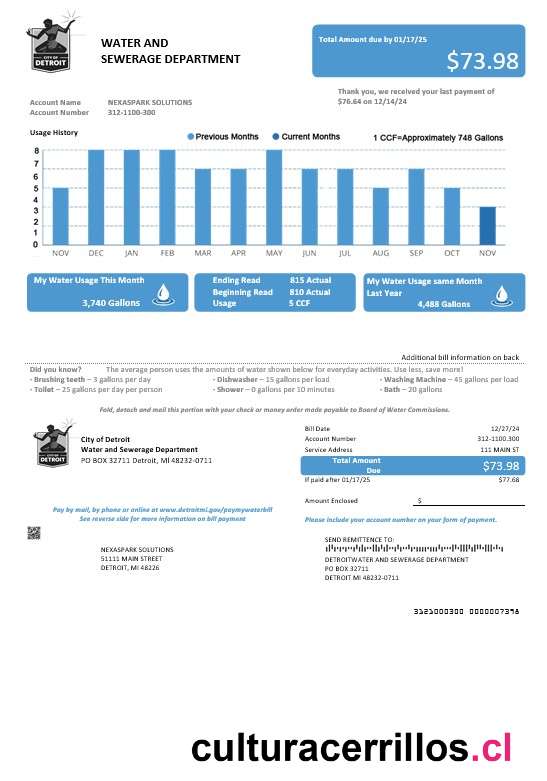 CITY OF
DETROIT
WATER AND
SEWERAGE DEPARTMENT
Total Amount due by 01/17/25
$73.98
Thank you, we received your last payment of
$76.64 on 12/14/24
Account Name NEXASPARK SOLUTIONS
Account Number 312-1100-300
Usage History
Previous Months Current Months 1 CCF=Approximately 748 Gallons
8
7
6
5
4
3
2
1
0
NOV DEC JAN FEB MAR APR MAY JUN JUL AUG SEP OCT NOV
My Water Usage This Month
3,740 Gallons
Ending Read 815 Actual
Beginning Read 810 Actual
Usage 5 CCF
My Water Usage same Month
Last Year
4,488 Gallons
Additional bill information on back
Did you know? The average person uses the amounts of water shown below for everyday activities. Use less, save more!
- Brushing teeth – 3 gallons per day - Dishwasher – 15 gallons per load - Washing Machine – 45 gallons per load
- Toilet – 25 gallons per day per person - Shower – 0 gallons per 10 minutes - Bath – 20 gallons
Fold, detach and mail this portion with your check or money order made payable to Board of Water Commissions.
CITY OF
DETROIT
City of Detroit
Water and Sewerage Department
PO BOX 32711 Detroit, MI 48232-0711
Bill Date 12/27/24
Account Number 312-1100.300
Service Address 111 MAIN ST
Total Amount
Due
$73.98
If paid after 01/17/25 $77.68
Amount Enclosed $
Pay by mail, by phone or online at www.detroitmi.gov/paymywaterbill
See reverse side for more information on bill payment
Please include your account number on your form of payment.
NEXASPARK SOLUTIONS
51111 MAIN STREET
DETROIT, MI 48226
SEND REMITTANCE TO:
DETROITWATER AND SEWERAGE DEPARTMENT
PO BOX 32711
DETROIT MI 48232-0711
3121000300 0000007398
culturacerrillos.cl